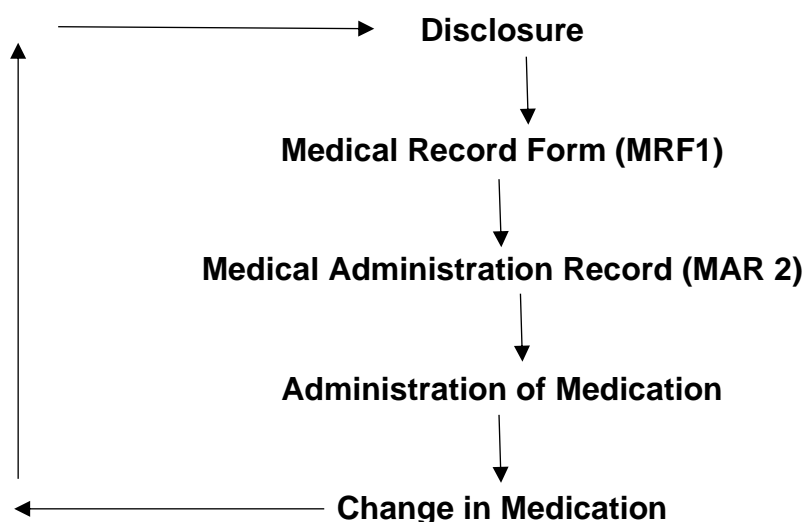 Disclosure
Medical Record Form (MRF1)
Medical Administration Record (MAR 2)
Administration of Medication
Change in Medication